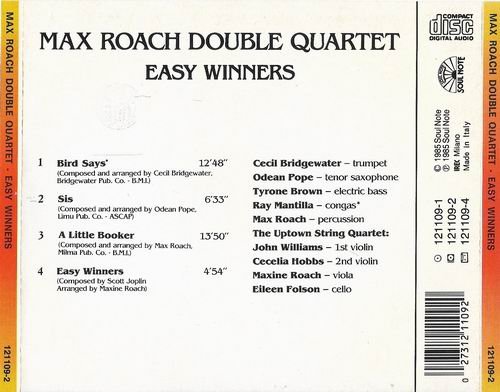 MAX ROACH DOUBLE QUARTET · EASY WINNERS
121109-2
MAX ROACH DOUBLE QUARTET
EASY WINNERS
1 Bird Says* 12'48"
(Composed and arranged by Cecil Bridgewater,
Bridgewater Pub. Co. - B.M.I.)
2 Sis 6'33"
(Composed and arranged by Odean Pope,
Limu Pub. Co. - ASCAP)
3 A Little Booker 13'50"
(Composed and arranged by Max Roach,
Milma Pub. Co. - B.M.I.)
4 Easy Winners 4'54"
(Composed by Scott Joplin
Arranged by Maxine Roach)
Cecil Bridgewater – trumpet
Odean Pope – tenor saxophone
Tyrone Brown – electric bass
Ray Mantilla – congas*
Max Roach – percussion
The Uptown String Quartet:
John Williams – 1st violin
Cecelia Hobbs – 2nd violin
Maxine Roach – viola
Eileen Folson – cello
COMPACT
disc
DIGITAL AUDIO
SOUL NOTE
© 1985 Soul Note
℗ 1985 Soul Note
IREC Milano
Made in Italy
121109-1
121109-2
121109-4
0 27312 11092
MAX ROACH DOUBLE QUARTET · EASY WINNERS
121109-2